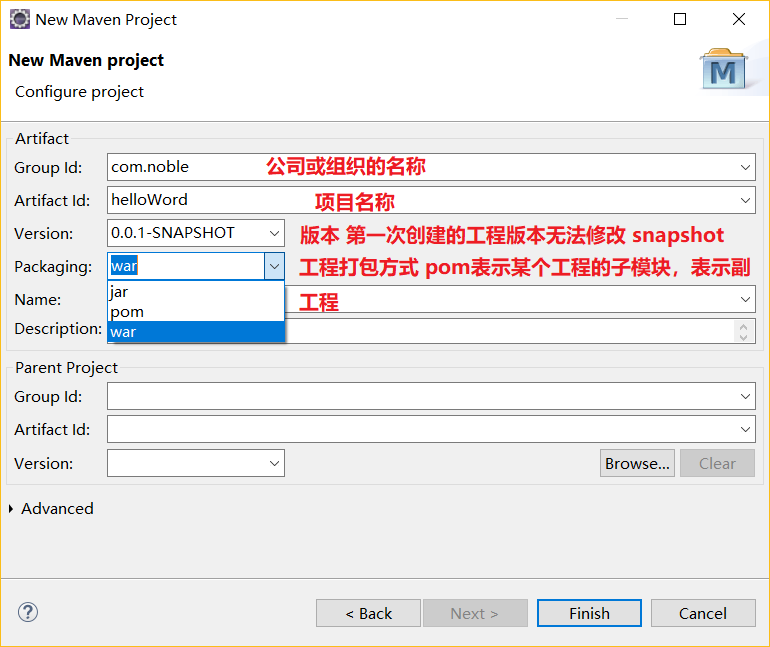 New Maven Project
New Maven project
Configure project
M
Artifact
Group Id: com.noble 公司或组织的名称
Artifact Id: helloWord 项目名称
Version: 0.0.1-SNAPSHOT 版本 第一次创建的工程版本无法修改 snapshot
Packaging: war 工程打包方式 pom表示某个工程的子模块，表示副
Name: jar 工程
pom
Description: war
Parent Project
Group Id:
Artifact Id:
Version: Browse... Clear
Advanced
? < Back Next > Finish Cancel